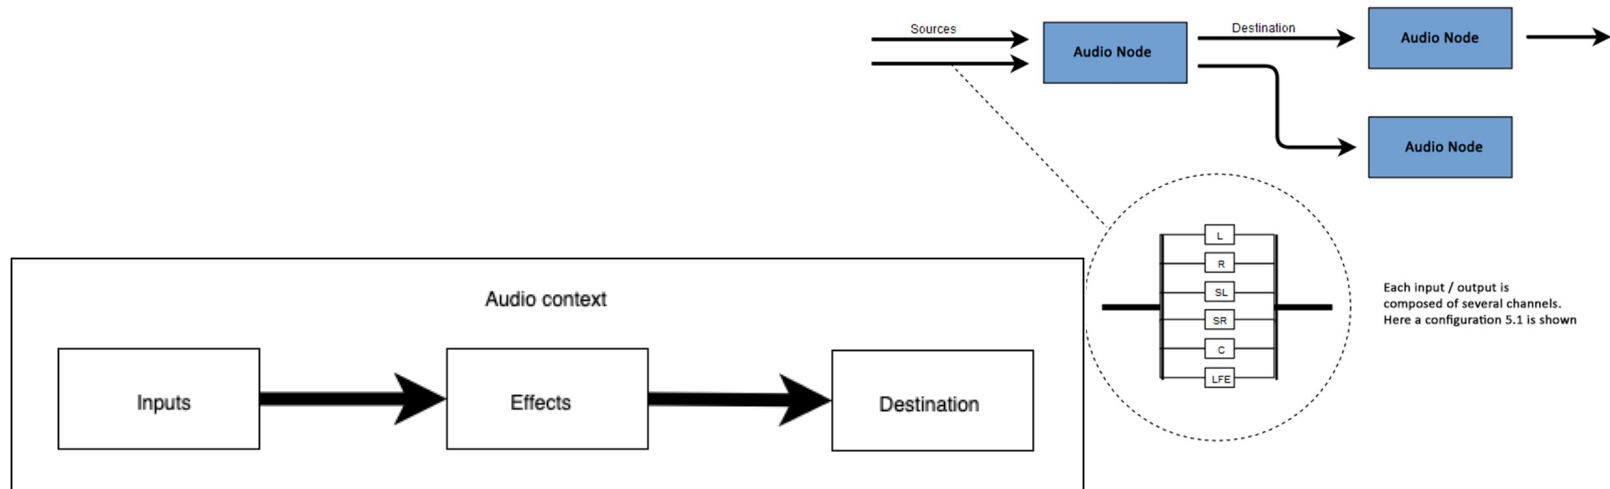 Sources
Destination
Audio Node
Audio Node
Audio Node
L
R
SL
SR
C
LFE
Each input / output is
composed of several channels.
Here a configuration 5.1 is shown
Audio context
Inputs
Effects
Destination